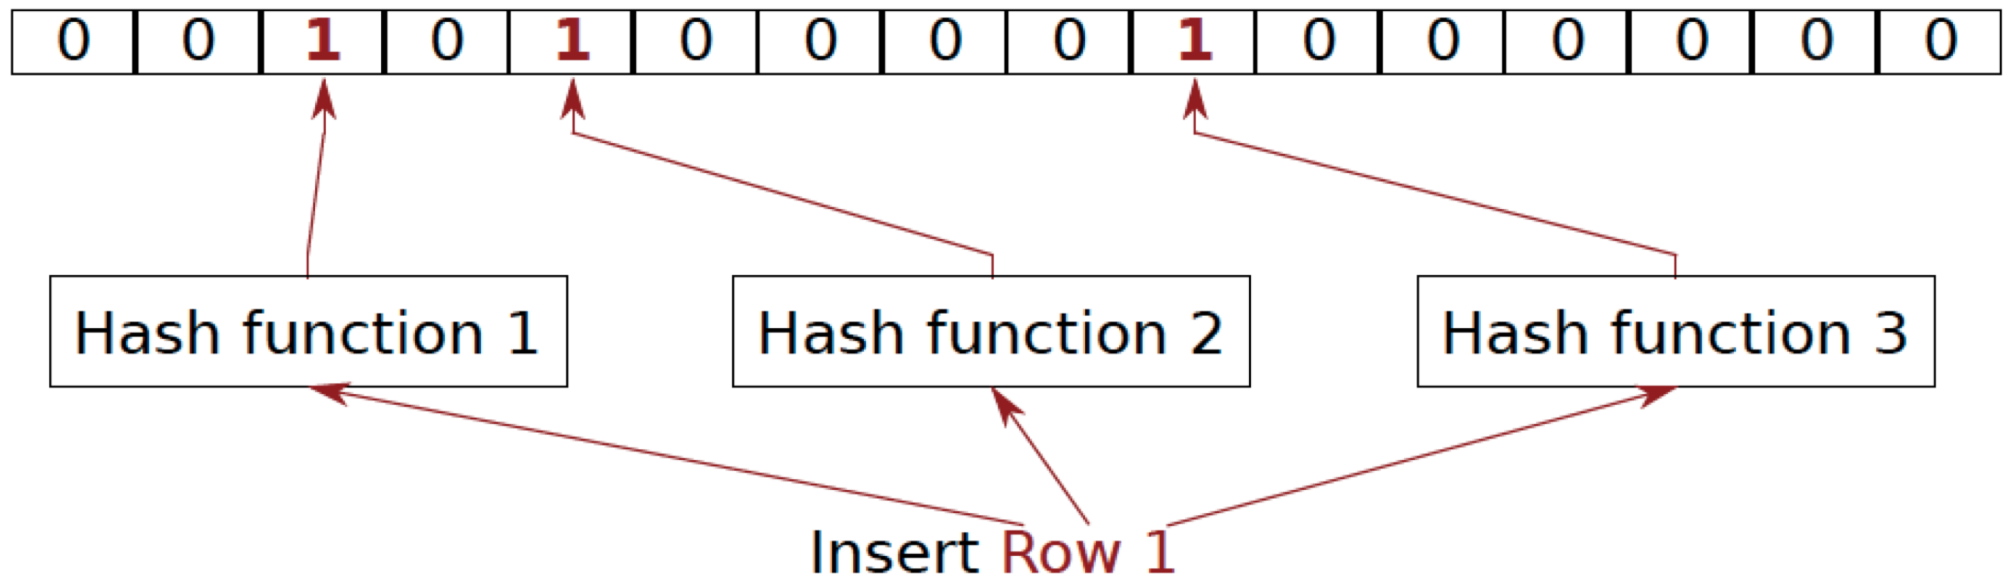 0 0 1 0 1 0 0 0 0 1 0 0 0 0 0 0
Hash function 1 Hash function 2 Hash function 3
Insert Row 1